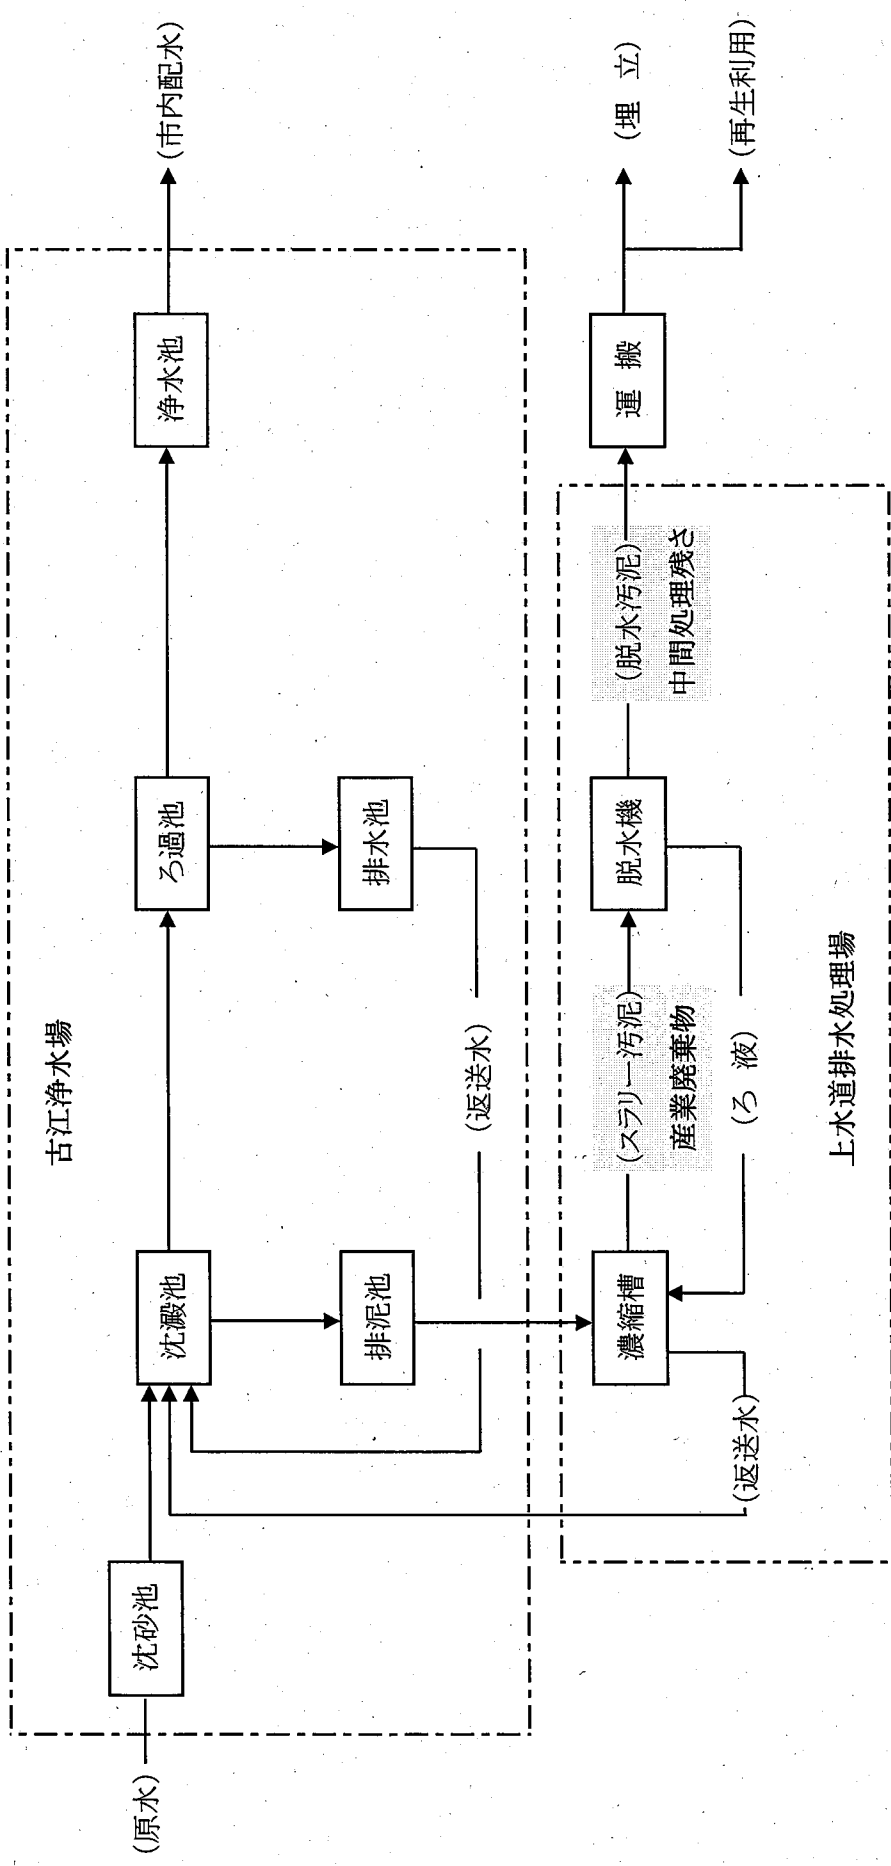 古江浄水場
(原水)
沈砂池
沈澱池
ろ過池
浄水池
(市内配水)
排泥池
排水池
(返送水)
濃縮槽
(スラリー汚泥)
産業廃棄物
脱水機
(脱水汚泥)
中間処理残さ
運 搬
(埋 立)
(再生利用)
(返送水)
(ろ 液)
上水道排水処理場